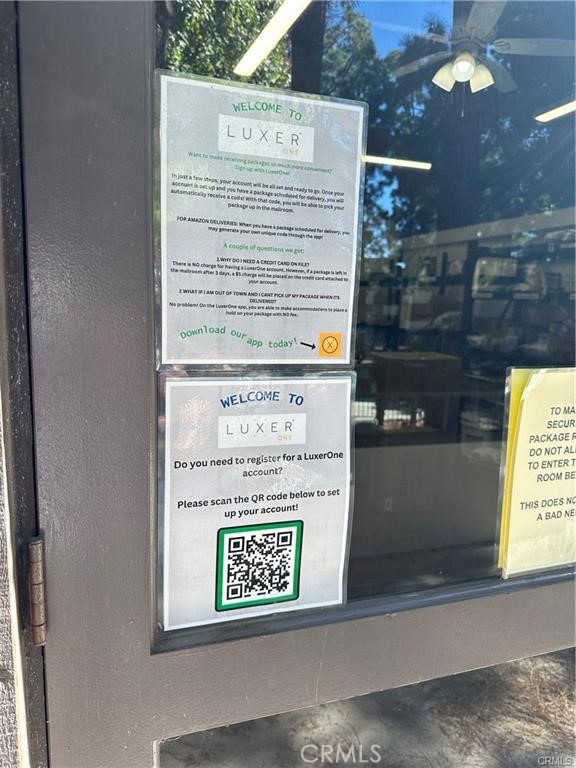 WELCOME TO
LUXER
ONE
Want to make receiving packages so much more convenient?
Sign up with LuxerOne!
In just a few steps, your account will be all set and ready to go. Once your
account is set up and you have a package scheduled for delivery, you will
automatically receive a code! With that code, you will be able to pick your
package up in the mailroom.
FOR AMAZON DELIVERIES: When you have a package scheduled for delivery, you
may generate your own unique code through the app!
A couple of questions we get:
1.WHY DO I NEED A CREDIT CARD ON FILE?
There is NO charge for having a LuxerOne account. However, if a package is left in
the mailroom after 3 days, a $5 charge will be placed on the credit card attached to
your account.
2.WHAT IF I AM OUT OF TOWN AND I CANT PICK UP MY PACKAGE WHEN ITS
DELIVERED?
No problem! On the LuxerOne app, you are able to make accommodations to place a
hold on your package with NO fee.
Download our app today!
X
WELCOME TO
LUXER
ONE
Do you need to register for a LuxerOne
account?
Please scan the QR code below to set
up your account!
TO MA
SECUR
PACKAGE R
DO NOT AL
TO ENTER T
ROOM BE
THIS DOES NO
A BAD NE
CRMLS
CRMLS